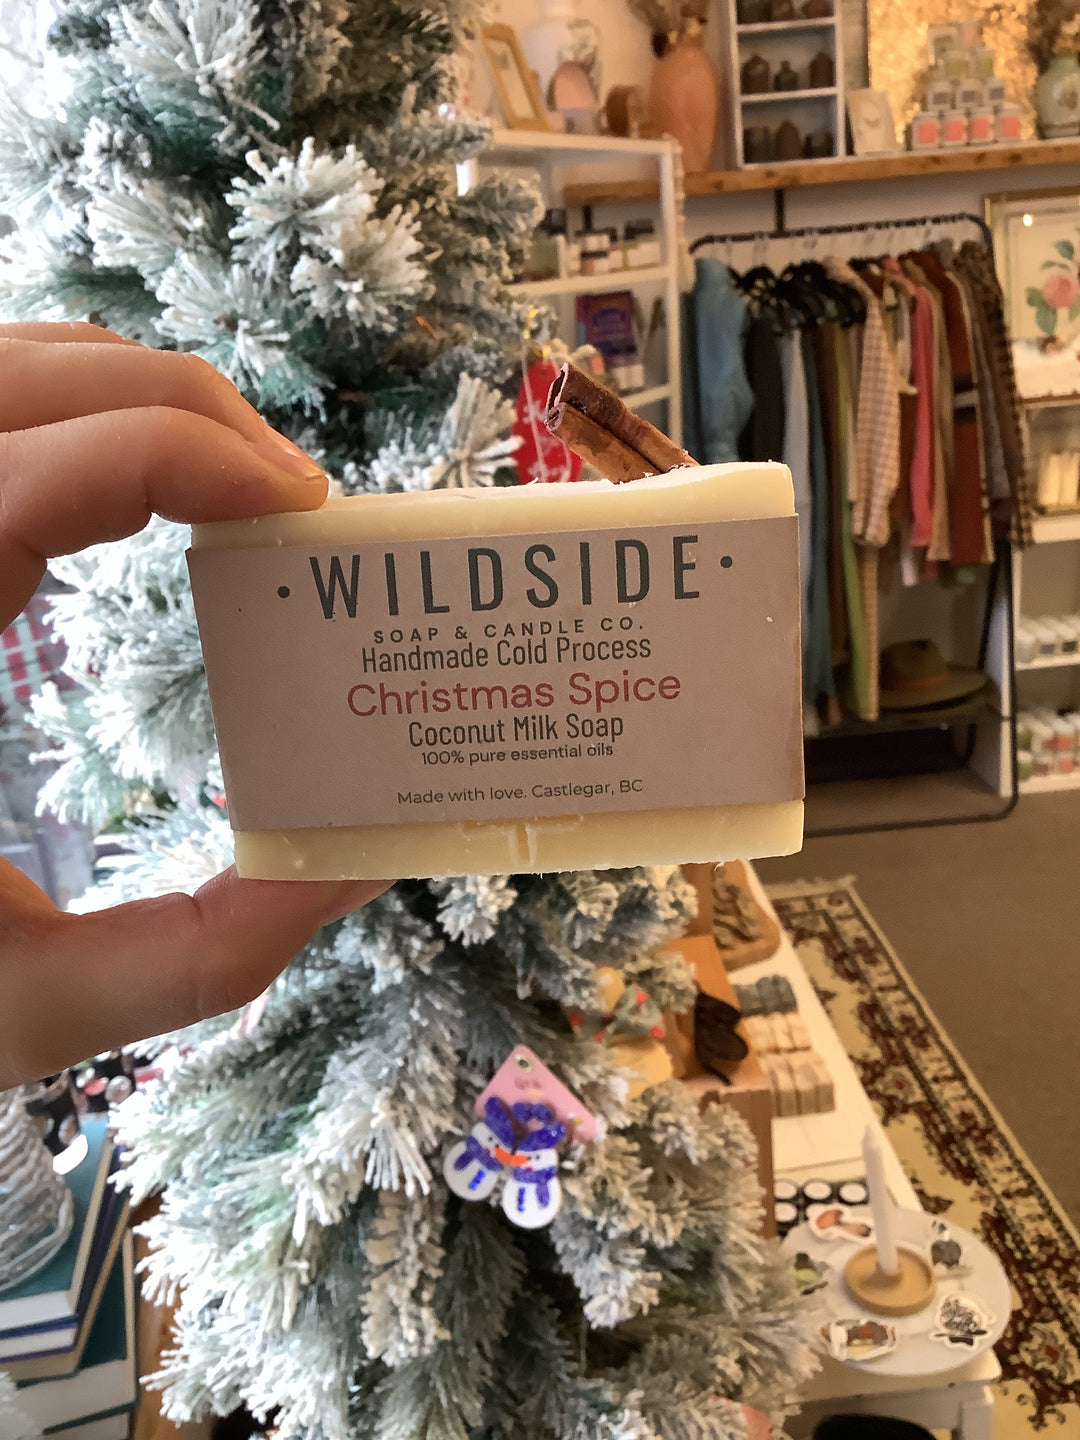 • WILDSIDE •
SOAP & CANDLE CO.
Handmade Cold Process
Christmas Spice
Coconut Milk Soap
100% pure essential oils
Made with love. Castlegar, BC